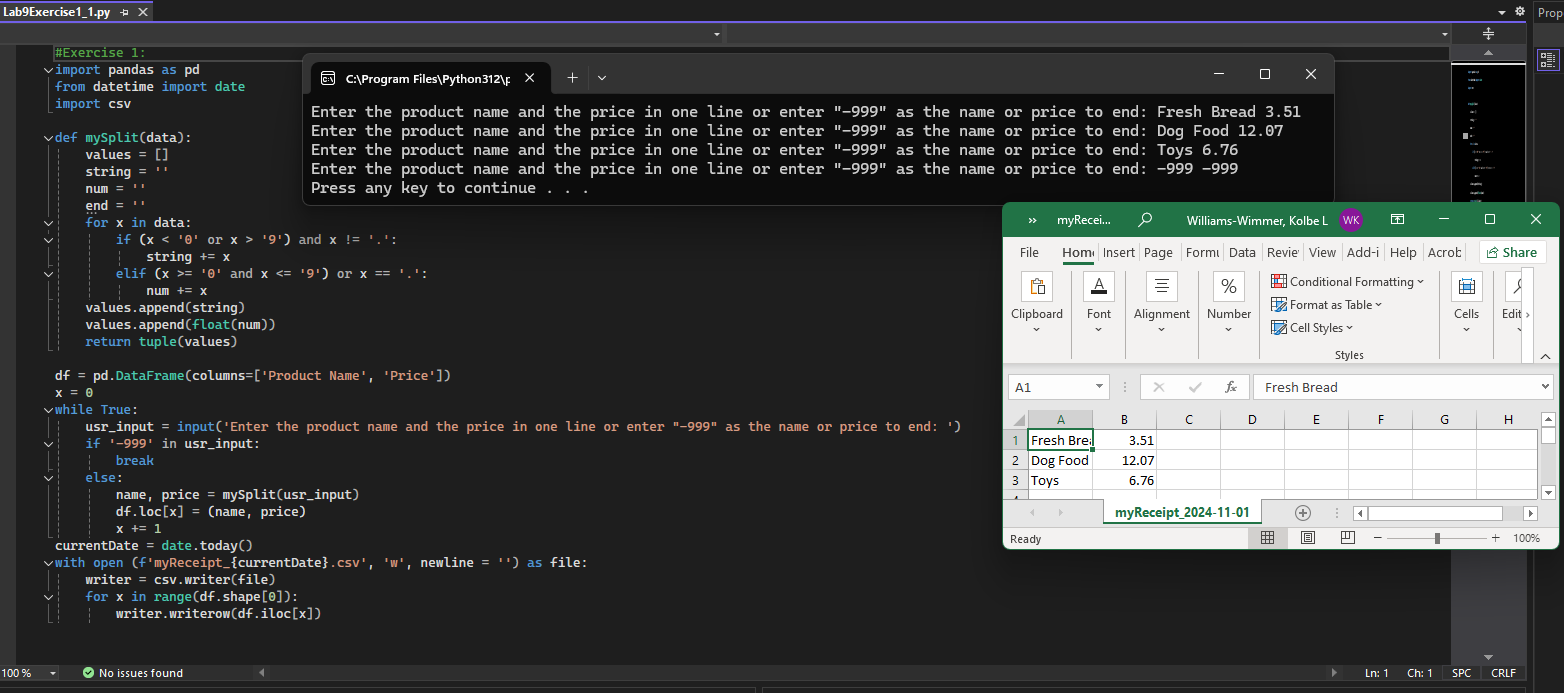 Lab9Exercise1_1.py
Prop
#Exercise 1:
import pandas as pd
from datetime import date
import csv
def mySplit(data):
values = []
string = ''
num = ''
end = ''
for x in data:
if (x < '0' or x > '9') and x != '.':
string += x
elif (x >= '0' and x <= '9') or x == '.':
num += x
values.append(string)
values.append(float(num))
return tuple(values)
df = pd.DataFrame(columns=['Product Name', 'Price'])
x = 0
while True:
usr_input = input('Enter the product name and the price in one line or enter "-999" as the name or price to end: ')
if '-999' in usr_input:
break
else:
name, price = mySplit(usr_input)
df.loc[x] = (name, price)
x += 1
currentDate = date.today()
with open (f'myReceipt_{currentDate}.csv', 'w', newline = '') as file:
writer = csv.writer(file)
for x in range(df.shape[0]):
writer.writerow(df.iloc[x])
100 %
No issues found
Ln: 1 Ch: 1 SPC CRLF
C:\Program Files\Python312\p
Enter the product name and the price in one line or enter "-999" as the name or price to end: Fresh Bread 3.51
Enter the product name and the price in one line or enter "-999" as the name or price to end: Dog Food 12.07
Enter the product name and the price in one line or enter "-999" as the name or price to end: Toys 6.76
Enter the product name and the price in one line or enter "-999" as the name or price to end: -999 -999
Press any key to continue . . .
» myRecei... Williams-Wimmer, Kolbe L WK
File Home Insert Page Formu Data Revie View Add-i Help Acrob Share
Clipboard
Font
Alignment
%
Number
Conditional Formatting
Format as Table
Cell Styles
Styles
Cells
Edit
A1 fx Fresh Bread
A B C D E F G H
1 Fresh Brea 3.51
2 Dog Food 12.07
3 Toys 6.76
myReceipt_2024-11-01
Ready 100%